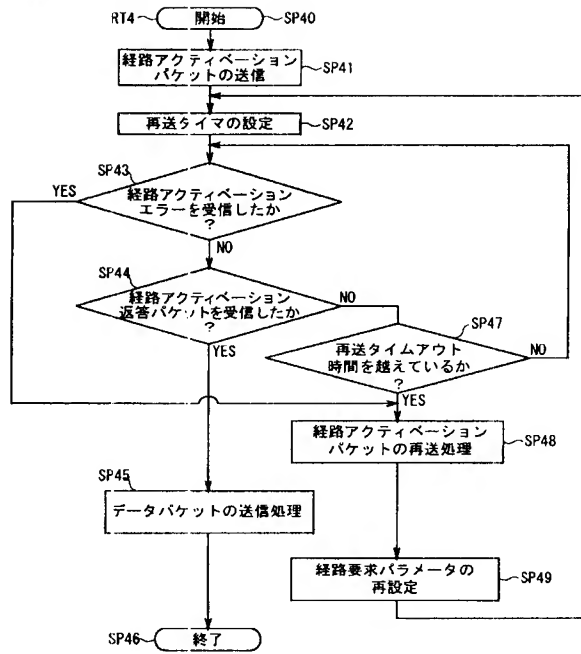 RT4
開始
SP40
経路アクティベーション
パケットの送信
SP41
再送タイマの設定
SP42
SP43
YES
経路アクティベーション
エラーを受信したか
?
NO
SP44
経路アクティベーション
返答パケットを受信したか
?
NO
YES
SP47
再送タイムアウト
時間を越えているか
?
NO
YES
経路アクティベーション
パケットの再送処理
SP48
SP45
データパケットの送信処理
経路要求パラメータの
再設定
SP49
SP46
終了